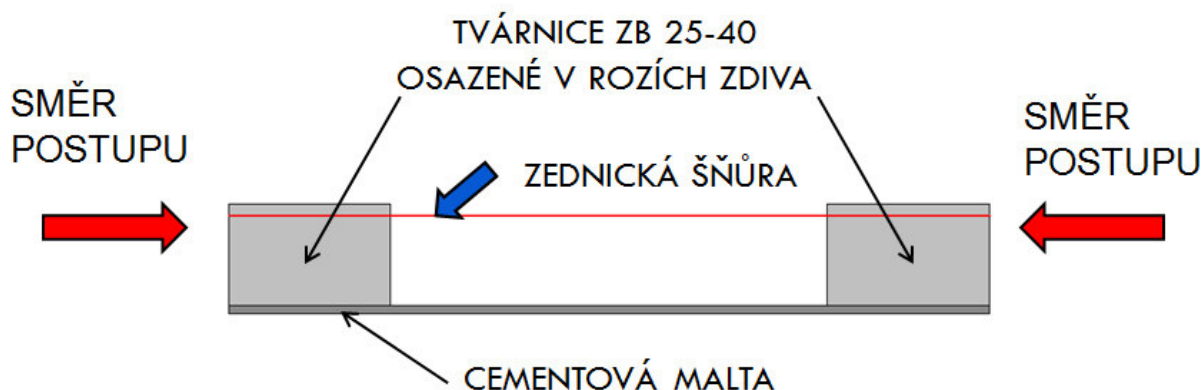 TVÁRNICE ZB 25-40
OSAZENÉ V ROZÍCH ZDIVA
SMĚR
POSTUPU
SMĚR
POSTUPU
ZEDNICKÁ ŠŇŮRA
CEMENTOVÁ MALTA